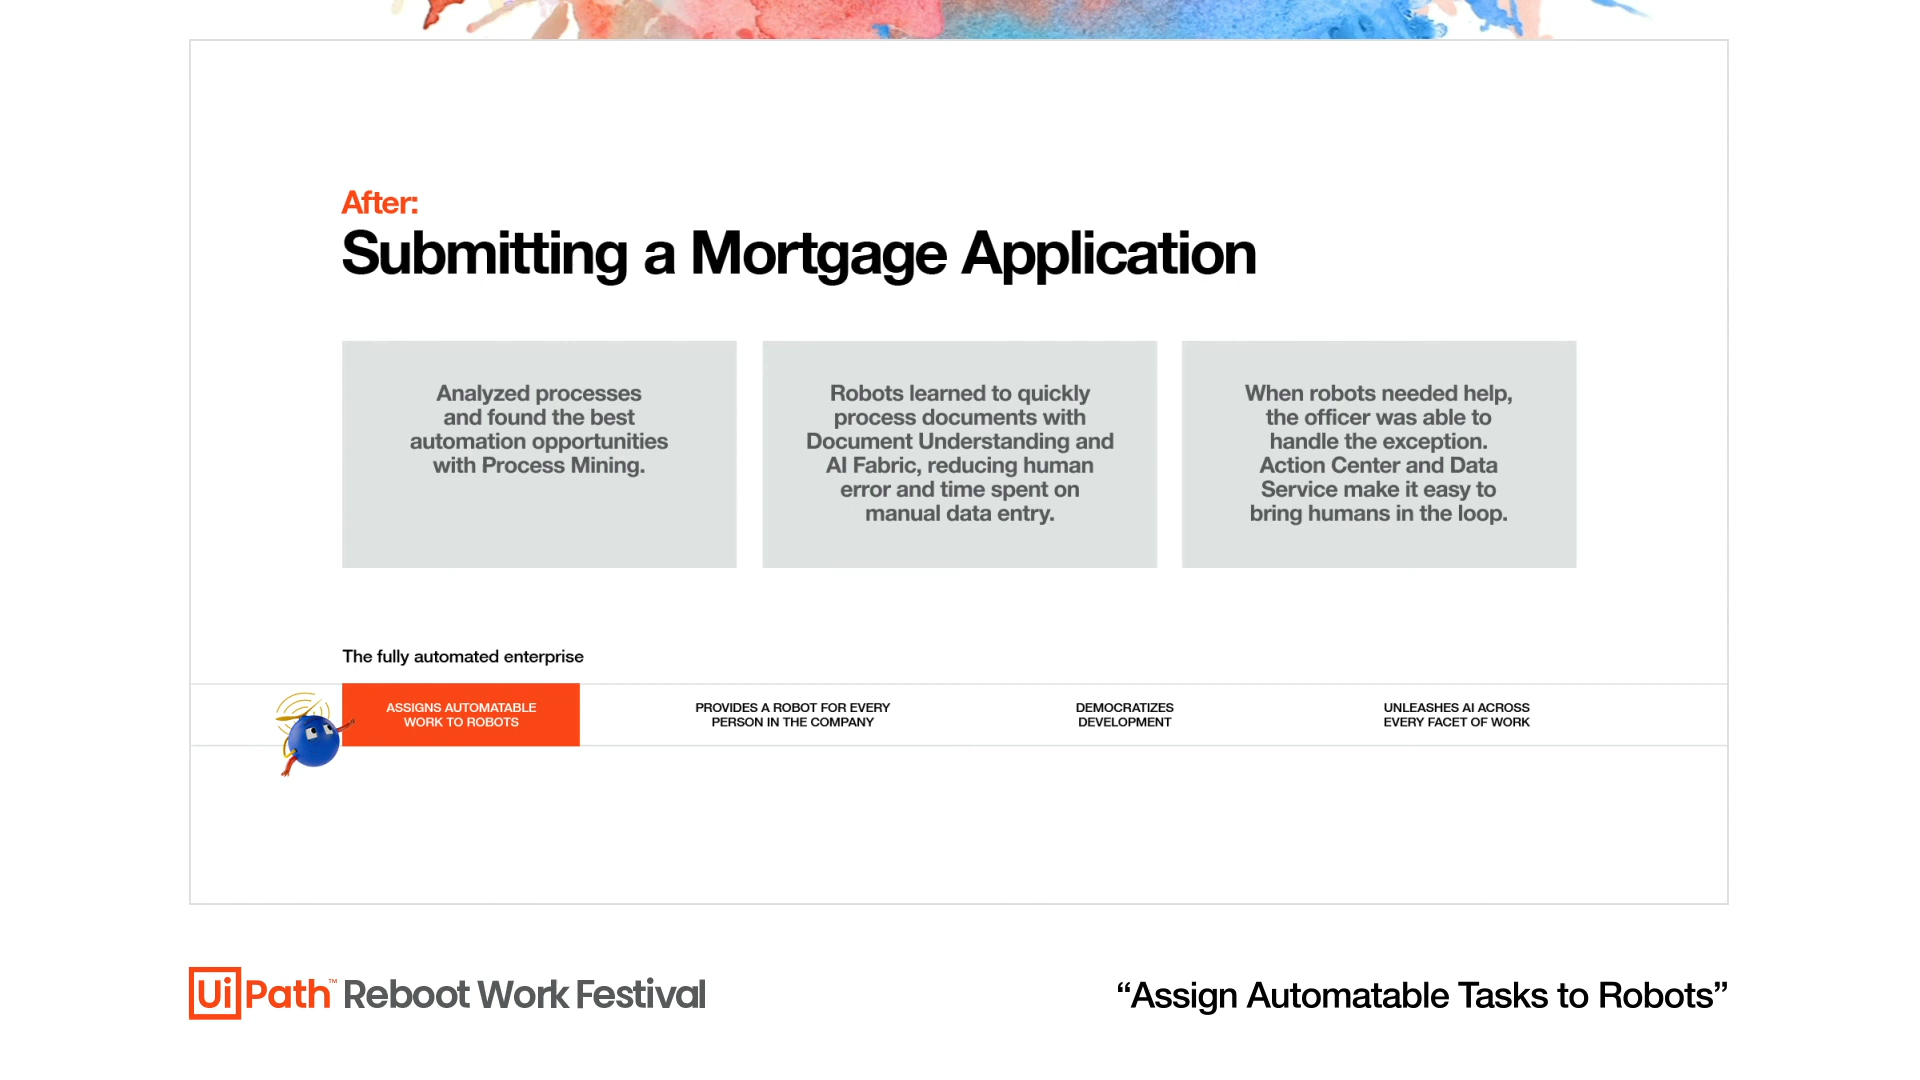 After:
Submitting a Mortgage Application
Analyzed processes
and found the best
automation opportunities
with Process Mining.
Robots learned to quickly
process documents with
Document Understanding and
AI Fabric, reducing human
error and time spent on
manual data entry.
When robots needed help,
the officer was able to
handle the exception.
Action Center and Data
Service make it easy to
bring humans in the loop.
The fully automated enterprise
ASSIGNS AUTOMATABLE
WORK TO ROBOTS
PROVIDES A ROBOT FOR EVERY
PERSON IN THE COMPANY
DEMOCRATIZES
DEVELOPMENT
UNLEASHES AI ACROSS
EVERY FACET OF WORK
UiPath™ Reboot Work Festival
“Assign Automatable Tasks to Robots”